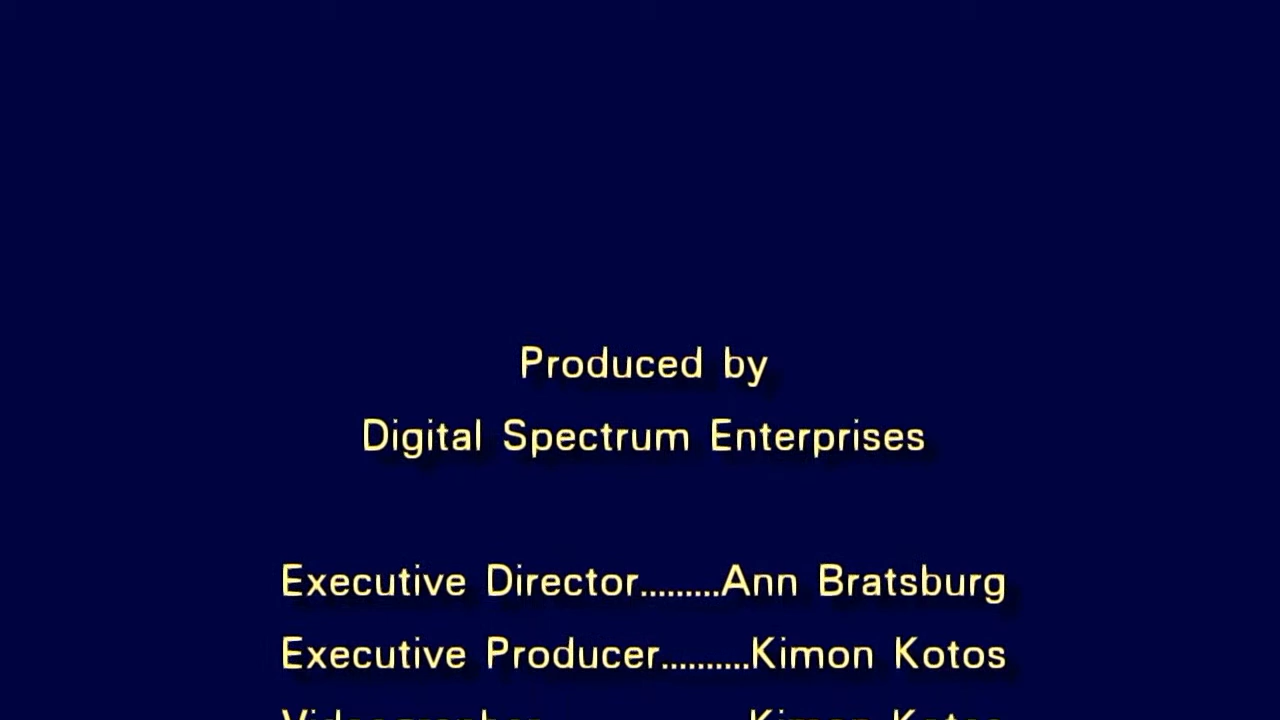 Produced by
Digital Spectrum Enterprises
Executive Director.........Ann Bratsburg
Executive Producer..........Kimon Kotos